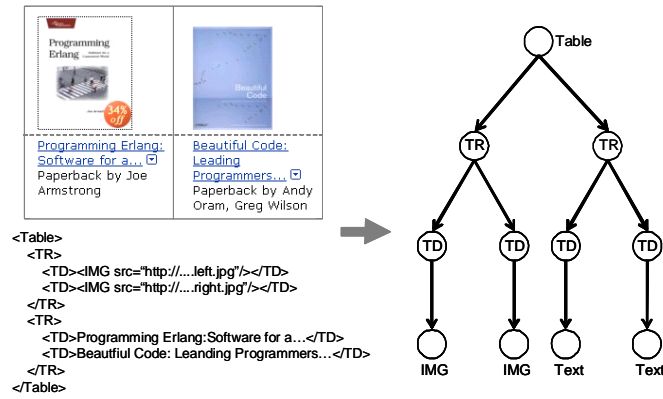 Programming
Erlang
34%
off
Beautiful
Code
Programming Erlang:
Software for a...
Paperback by Joe
Armstrong
Beautiful Code:
Leading
Programmers...
Paperback by Andy
Oram, Greg Wilson
<Table>
<TR>
<TD><IMG src="http://....left.jpg"/></TD>
<TD><IMG src="http://....right.jpg"/></TD>
</TR>
<TR>
<TD>Programming Erlang:Software for a…</TD>
<TD>Beautfiul Code: Leanding Programmers…</TD>
</TR>
</Table>
Table
TR TR
TD TD TD TD
IMG IMG Text Text